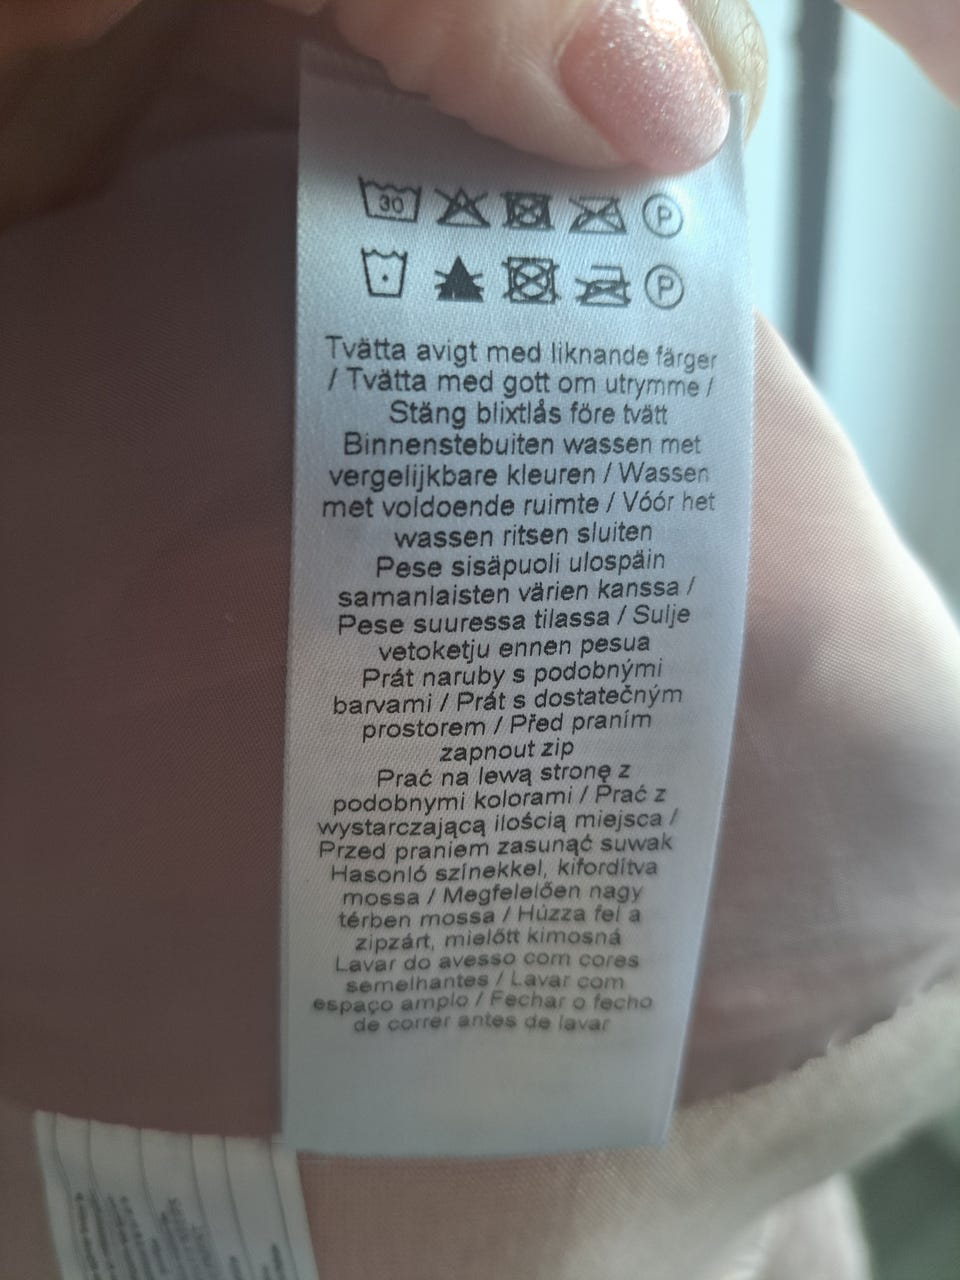 30
P
P
Tvätta avigt med liknande färger
/ Tvätta med gott om utrymme /
Stäng blixtlås före tvätt
Binnenstebuiten wassen met
vergelijkbare kleuren / Wassen
met voldoende ruimte / Vóór het
wassen ritsen sluiten
Pese sisäpuoli ulospäin
samanlaisten värien kanssa /
Pese suuressa tilassa / Sulje
vetoketju ennen pesua
Prát naruby s podobnými
barvami / Prát s dostatečným
prostorem / Před praním
zapnout zip
Prać na lewą stronę z
podobnymi kolorami / Prać z
wystarczającą ilością miejsca /
Przed praniem zasunąć suwak
Hasonló színekkel, kifordítva
mossa / Megfelelően nagy
térben mossa / Húzza fel a
zipzárt, mielőtt kimosná
Lavar do avesso com cores
semelhantes / Lavar com
espaço amplo / Fechar o fecho
de correr antes de lavar